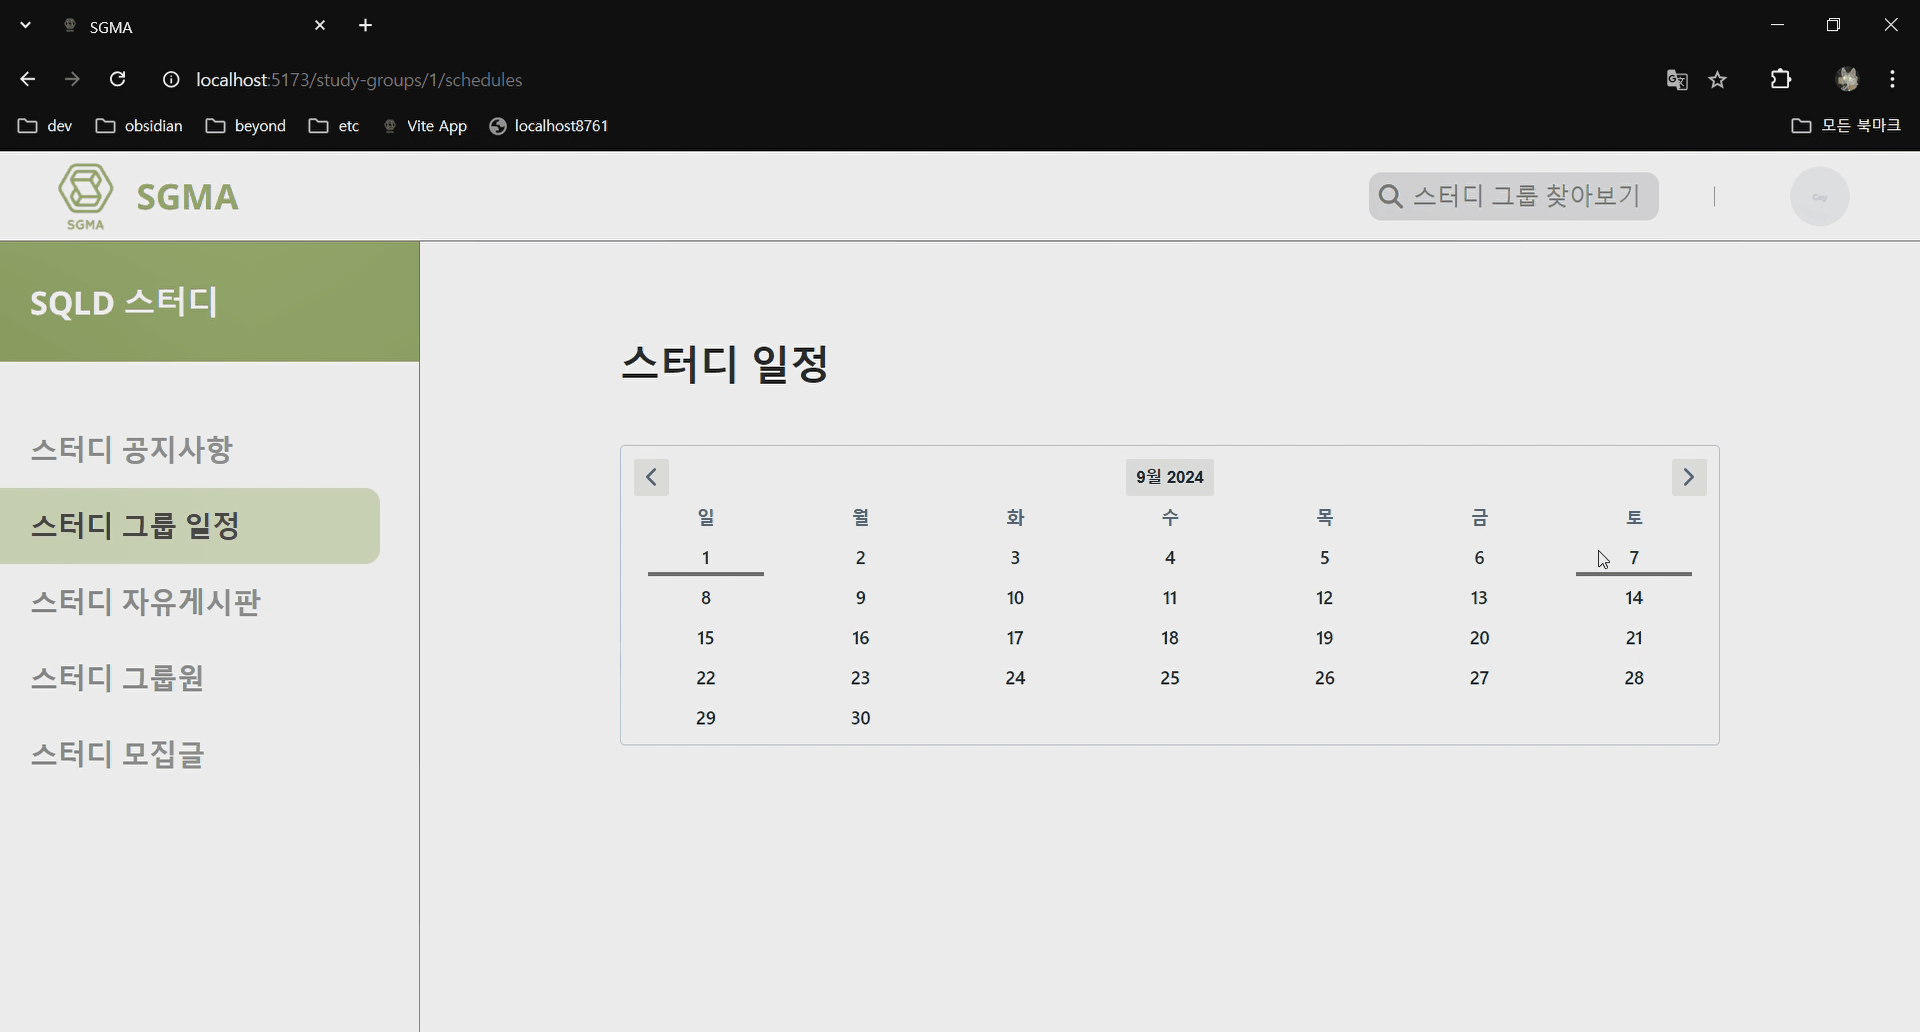 SGMA
localhost:5173/study-groups/1/schedules
dev obsidian beyond etc Vite App localhost8761 모든 북마크
SGMA
SGMA
스터디 그룹 찾아보기
SQLD 스터디
스터디 공지사항
스터디 그룹 일정
스터디 자유게시판
스터디 그룹원
스터디 모집글
스터디 일정
9월 2024
일 월 화 수 목 금 토
1 2 3 4 5 6 7
8 9 10 11 12 13 14
15 16 17 18 19 20 21
22 23 24 25 26 27 28
29 30